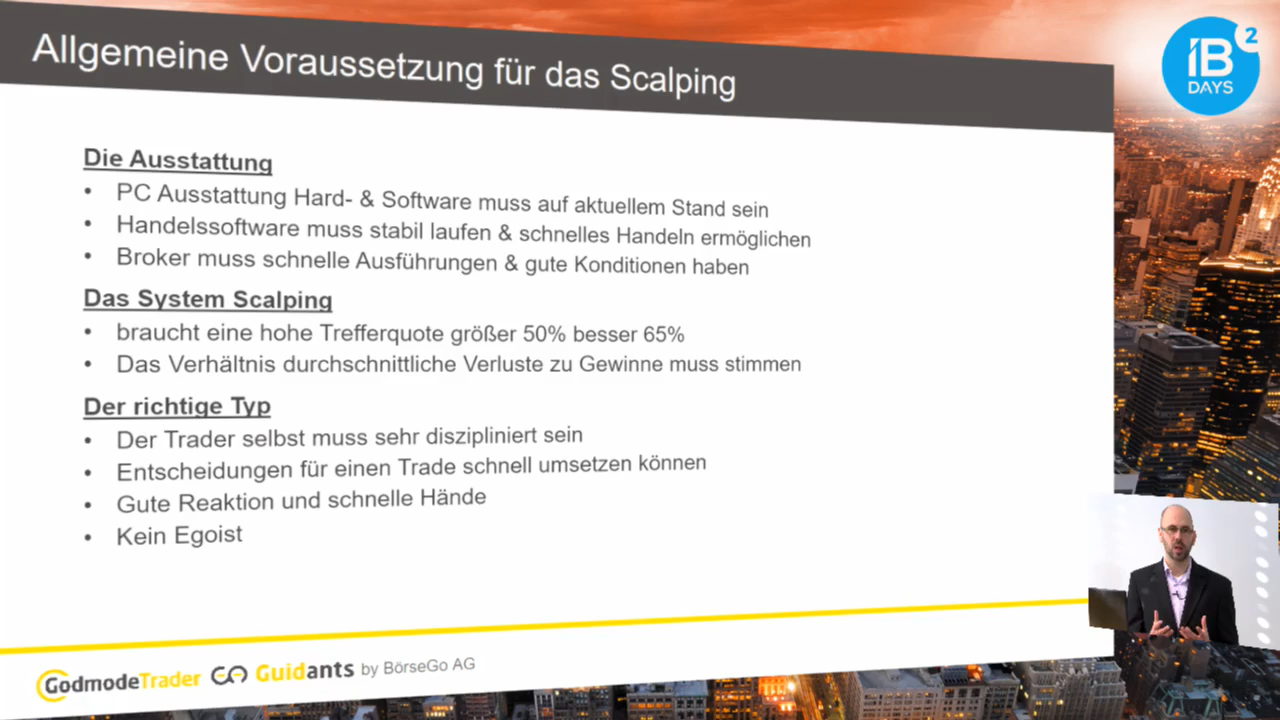 Allgemeine Voraussetzung für das Scalping
IB 2
DAYS
Die Ausstattung
• PC Ausstattung Hard- & Software muss auf aktuellem Stand sein
• Handelssoftware muss stabil laufen & schnelles Handeln ermöglichen
• Broker muss schnelle Ausführungen & gute Konditionen haben
Das System Scalping
• braucht eine hohe Trefferquote größer 50% besser 65%
• Das Verhältnis durchschnittliche Verluste zu Gewinne muss stimmen
Der richtige Typ
• Der Trader selbst muss sehr diszipliniert sein
• Entscheidungen für einen Trade schnell umsetzen können
• Gute Reaktion und schnelle Hände
• Kein Egoist
GodmodeTrader Guidants by BörseGo AG